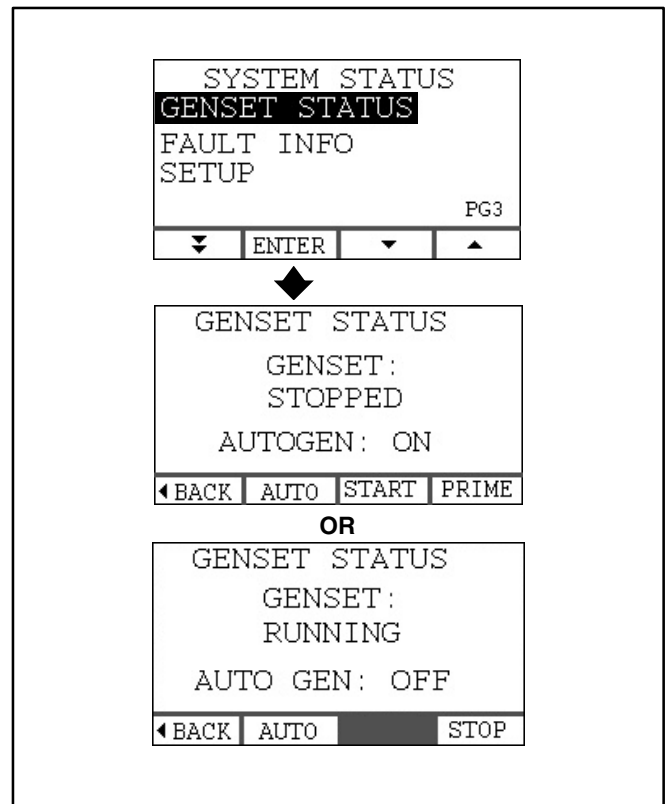 SYSTEM STATUS
GENSET STATUS
FAULT INFO
SETUP
PG3
ENTER
GENSET STATUS
GENSET:
STOPPED
AUTOGEN: ON
BACK AUTO START PRIME
OR
GENSET STATUS
GENSET:
RUNNING
AUTO GEN: OFF
BACK AUTO STOP